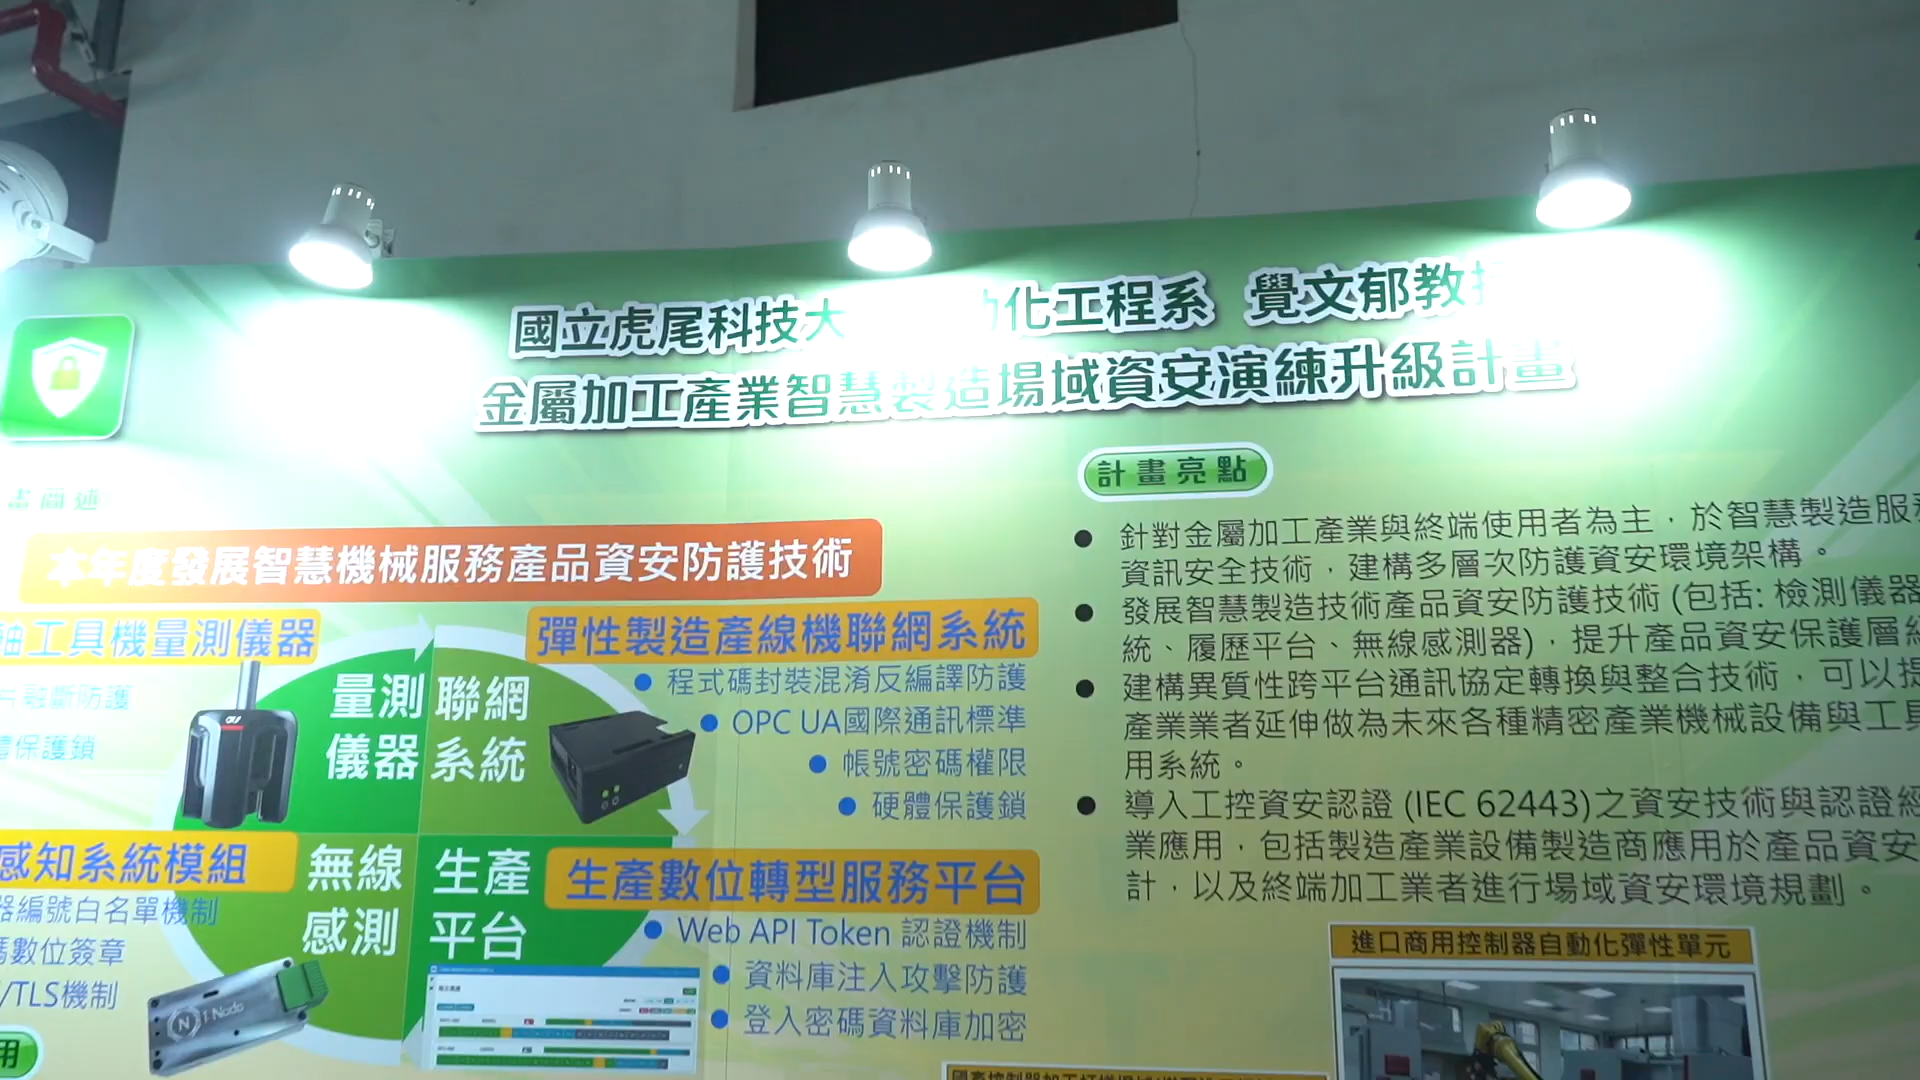 國立虎尾科技大 化工程系 覺文郁教
金屬加工產業智慧製造場域資安演練升級計畫
計畫亮點
針對金屬加工產業與終端使用者為主，於智慧製造服
資訊安全技術，建構多層次防護資安環境架構。
發展智慧製造技術產品資安防護技術 (包括: 檢測儀器
統、履歷平台、無線感測器)，提升產品資安保護層
建構異質性跨平台通訊協定轉換與整合技術，可以
產業業者延伸做為未來各種精密產業機械設備與工
用系統。
導入工控資安認證 (IEC 62443)之資安技術與認證
業應用，包括製造產業設備製造商應用於產品資安
計，以及終端加工業者進行場域資安環境規劃。
進口商用控制器自動化彈性單元
本年度發展智慧機械服務產品資安防護技術
工具機量測儀器
融斷防護
保護鎖
量測儀器
聯網系統
無線感測
生產平台
彈性製造產線機聯網系統
程式碼封裝混淆反編譯防護
OPC UA國際通訊標準
帳號密碼權限
硬體保護鎖
感知系統模組
編號白名單機制
數位簽章
/TLS機制
N 1 Node
生產數位轉型服務平台
Web API Token 認證機制
資料庫注入攻擊防護
登入密碼資料庫加密
用